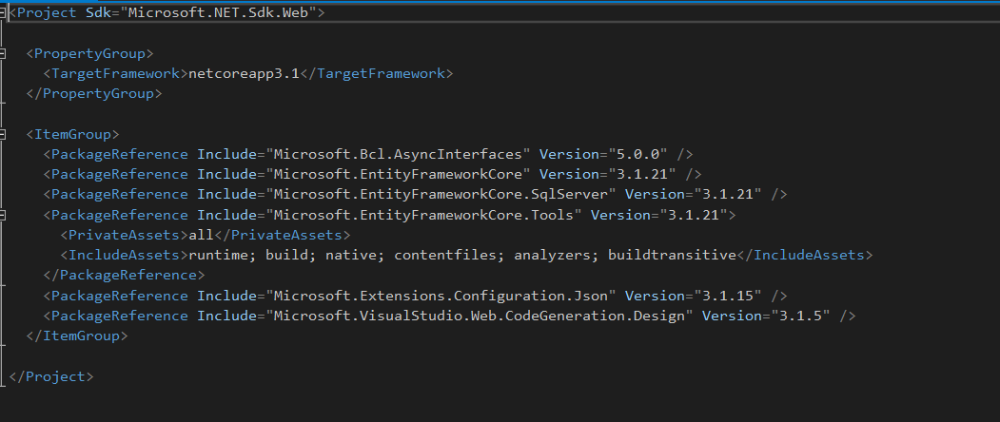 <Project Sdk="Microsoft.NET.Sdk.Web">
<PropertyGroup>
<TargetFramework>netcoreapp3.1</TargetFramework>
</PropertyGroup>
<ItemGroup>
<PackageReference Include="Microsoft.Bcl.AsyncInterfaces" Version="5.0.0" />
<PackageReference Include="Microsoft.EntityFrameworkCore" Version="3.1.21" />
<PackageReference Include="Microsoft.EntityFrameworkCore.SqlServer" Version="3.1.21" />
<PackageReference Include="Microsoft.EntityFrameworkCore.Tools" Version="3.1.21">
<PrivateAssets>all</PrivateAssets>
<IncludeAssets>runtime; build; native; contentfiles; analyzers; buildtransitive</IncludeAssets>
</PackageReference>
<PackageReference Include="Microsoft.Extensions.Configuration.Json" Version="3.1.15" />
<PackageReference Include="Microsoft.VisualStudio.Web.CodeGeneration.Design" Version="3.1.5" />
</ItemGroup>
</Project>